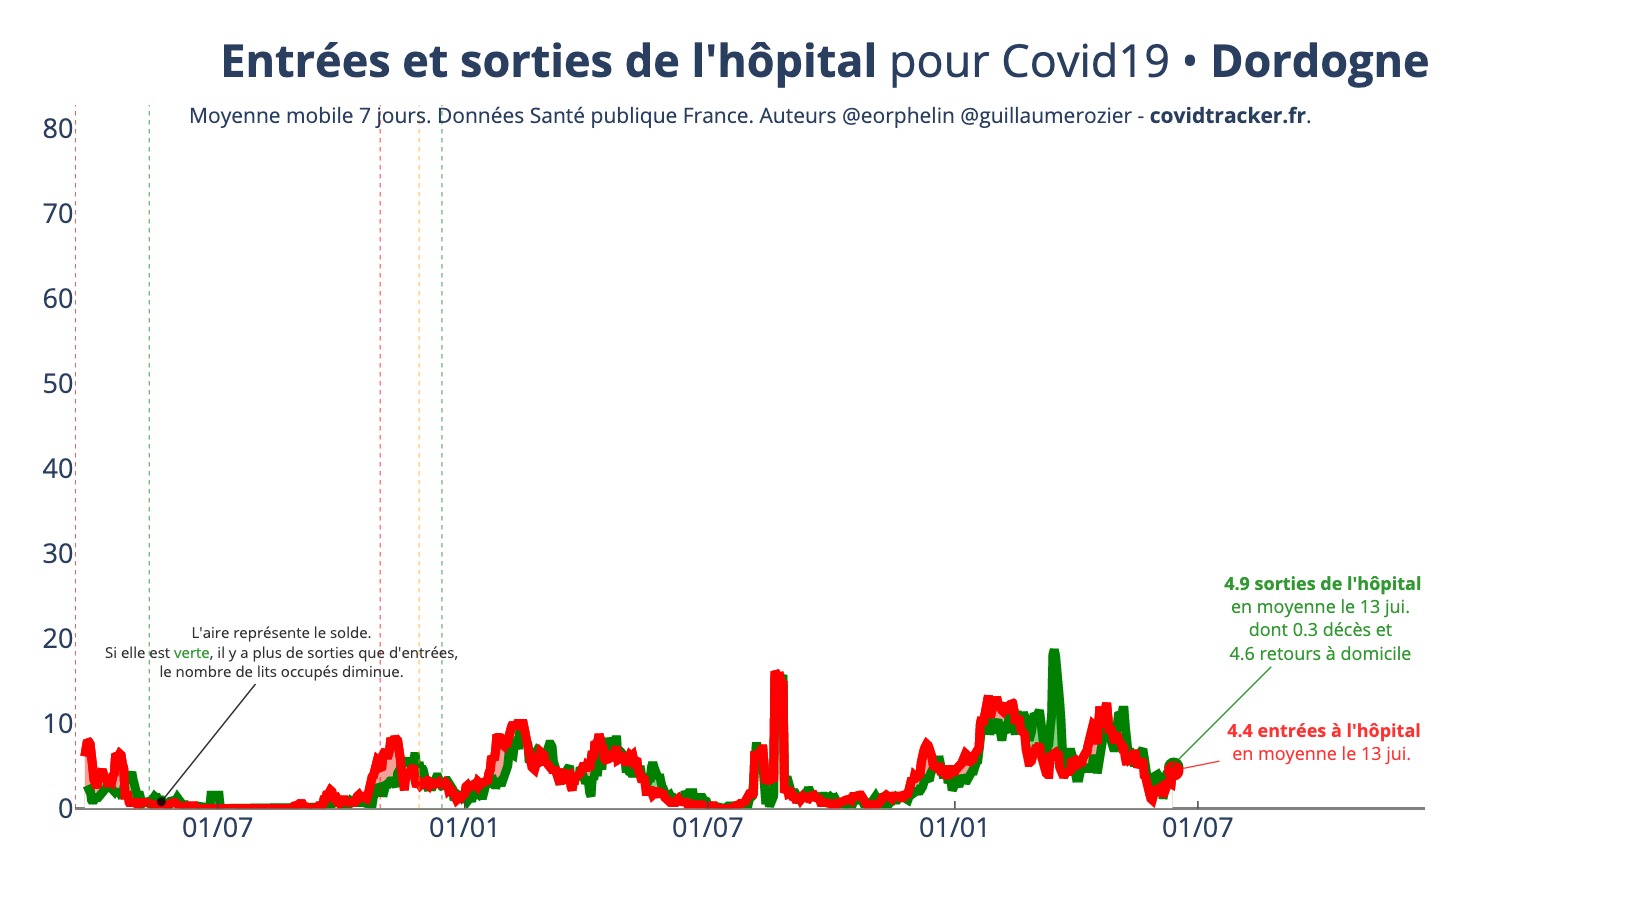 Entrées et sorties de l'hôpital pour Covid19 • Dordogne
Moyenne mobile 7 jours. Données Santé publique France. Auteurs @eorphelin @guillaumerozier - covidtracker.fr.
80
70
60
50
40
30
20
10
0
L'aire représente le solde.
Si elle est verte, il y a plus de sorties que d'entrées,
le nombre de lits occupés diminue.
4.9 sorties de l'hôpital
en moyenne le 13 jui.
dont 0.3 décès et
4.6 retours à domicile
4.4 entrées à l'hôpital
en moyenne le 13 jui.
01/07 01/01 01/07 01/01 01/07